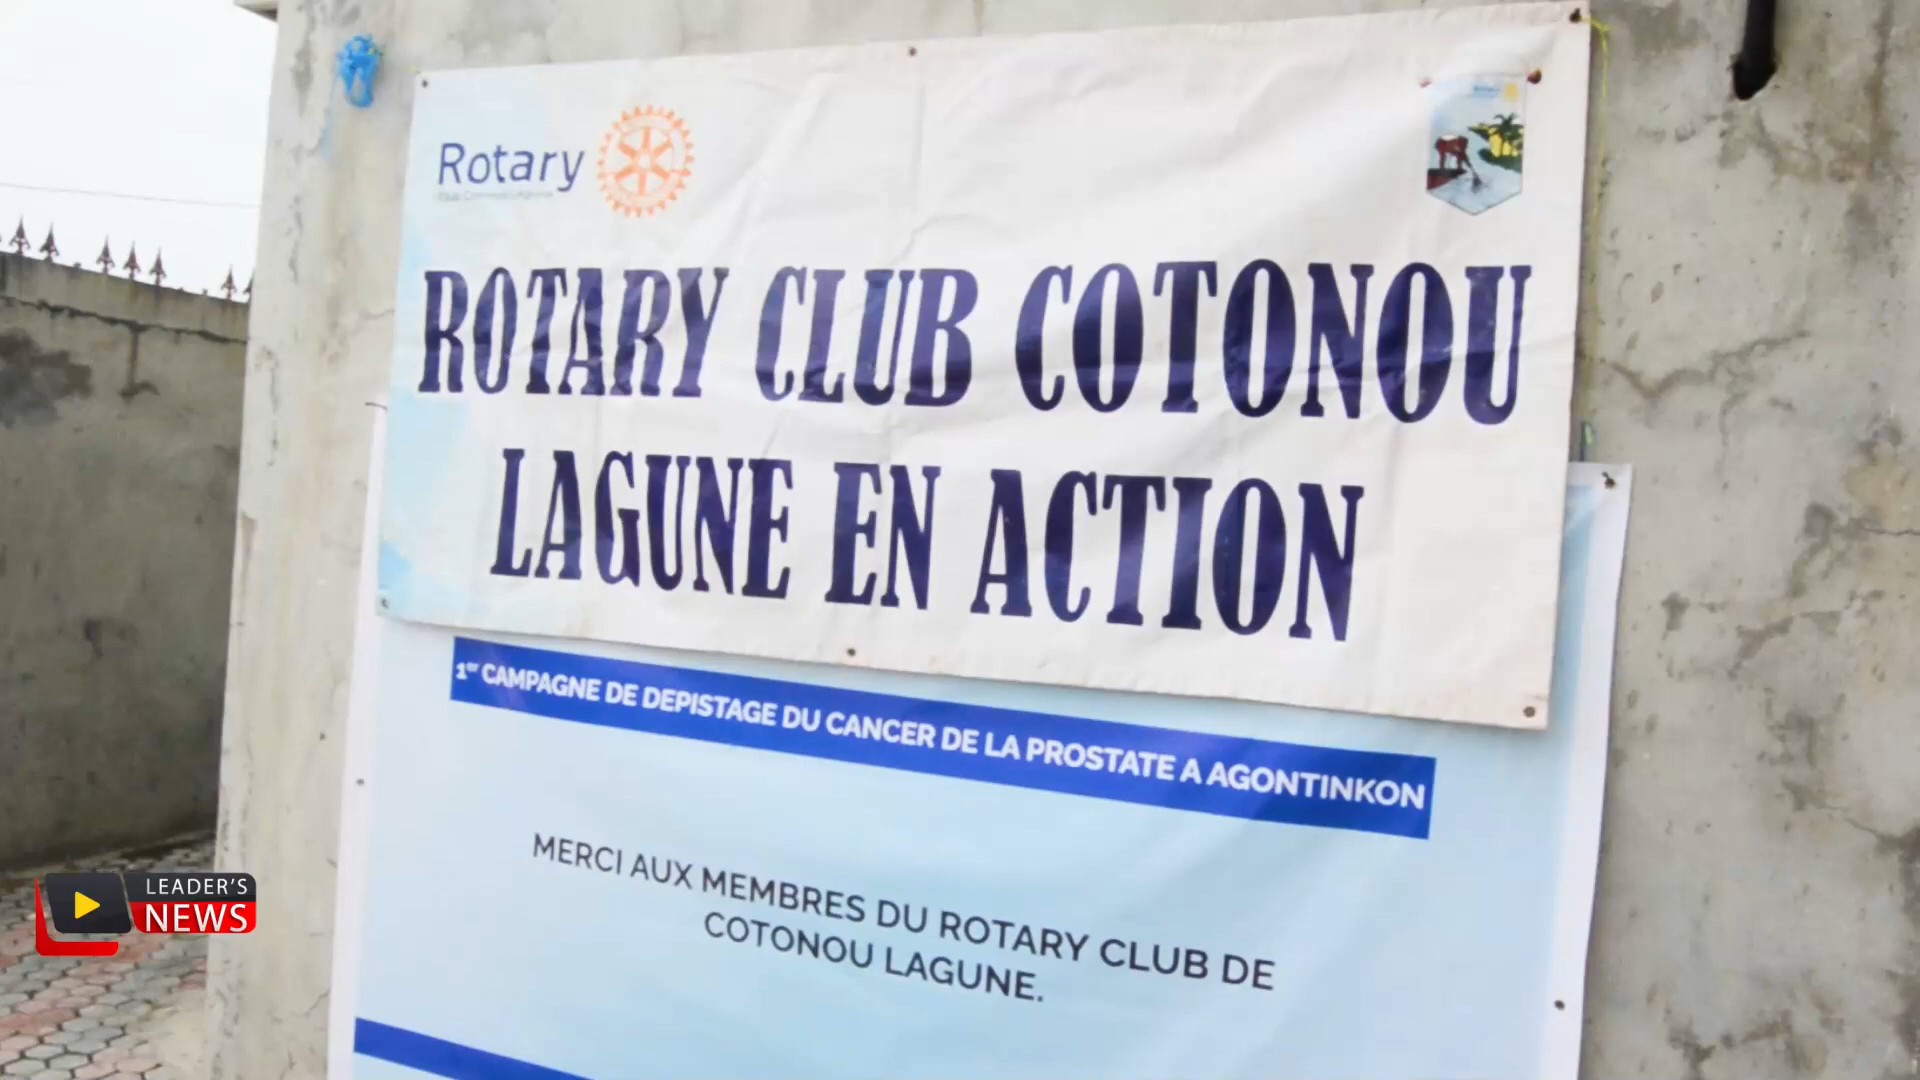 Rotary
ROTARY CLUB COTONOU
LAGUNE EN ACTION
1er CAMPAGNE DE DEPISTAGE DU CANCER DE LA PROSTATE A AGONTINKON
MERCI AUX MEMBRES DU ROTARY CLUB DE
COTONOU LAGUNE.
LEADER'S
NEWS